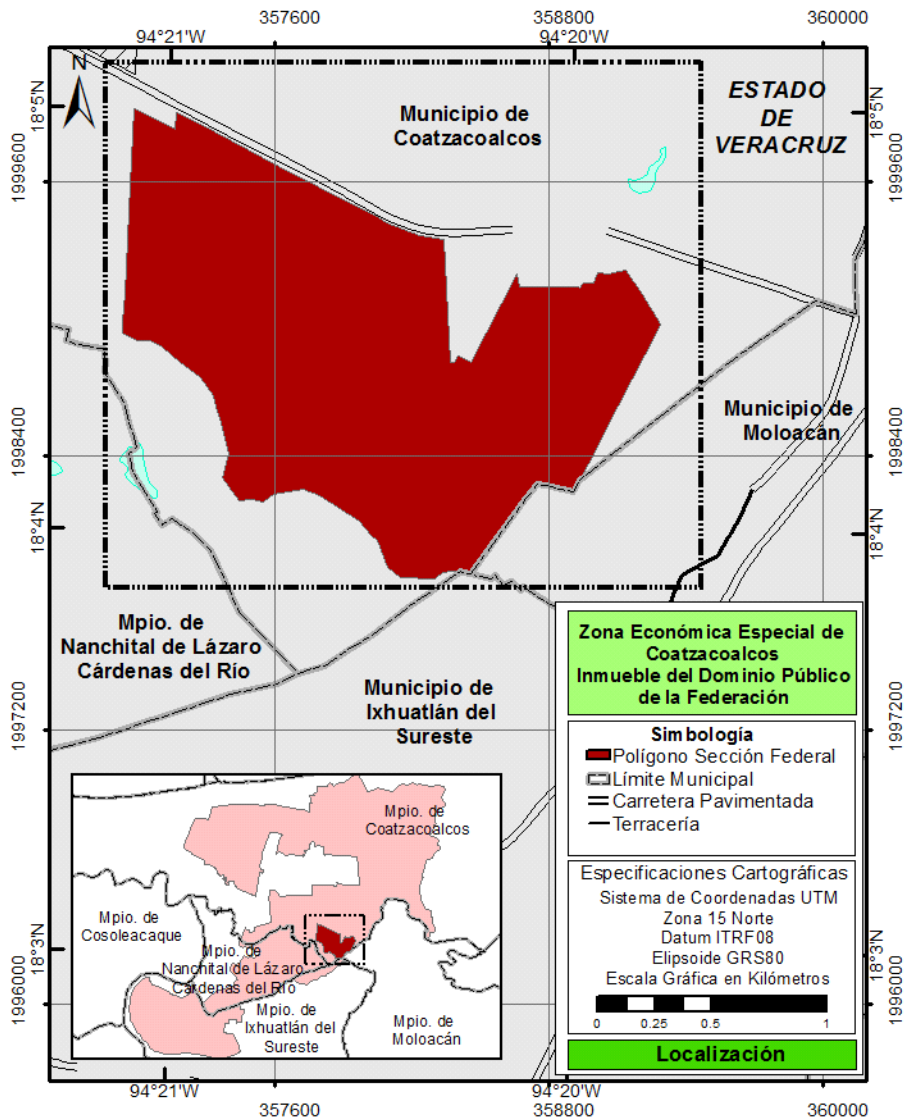 357600 358800 360000
94°21'W 94°20'W
N
18°5'N
18°5'N
1999600
1999600
Municipio de
Coatzacoalcos
ESTADO
DE
VERACRUZ
Municipio de
Moloacán
1998400
1998400
18°4'N
18°4'N
Mpio. de
Nanchital de Lázaro
Cárdenas del Río
Municipio de
Ixhuatlán del
Sureste
1997200
1997200
Zona Económica Especial de
Coatzacoalcos
Inmueble del Dominio Público
de la Federación
Simbología
Polígono Sección Federal
Límite Municipal
Carretera Pavimentada
Terracería
Especificaciones Cartográficas
Sistema de Coordenadas UTM
Zona 15 Norte
Datum ITRF08
Elipsoide GRS80
Escala Gráfica en Kilómetros
0 0.25 0.5 1
Localización
Mpio. de
Coatzacoalcos
Mpio. de
Cosoleacaque
Mpio. de
Nanchital de Lázaro
Cárdenas del Río
Mpio. de
Ixhuatlán del
Sureste
Mpio. de
Moloacán
18°3'N
18°3'N
1996000
1996000
94°21'W 94°20'W
357600 358800 360000